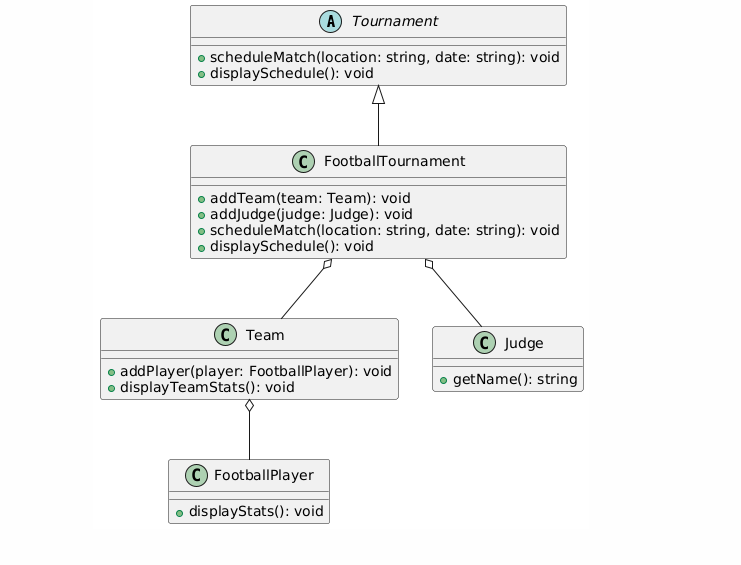 A Tournament
scheduleMatch(location: string, date: string): void
displaySchedule(): void
C FootballTournament
addTeam(team: Team): void
addJudge(judge: Judge): void
scheduleMatch(location: string, date: string): void
displaySchedule(): void
C Team
addPlayer(player: FootballPlayer): void
displayTeamStats(): void
C Judge
getName(): string
C FootballPlayer
displayStats(): void